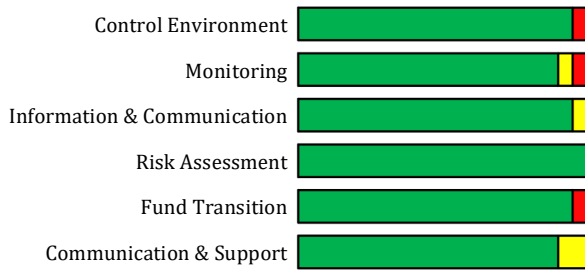 Control Environment
Monitoring
Information & Communication
Risk Assessment
Fund Transition
Communication & Support